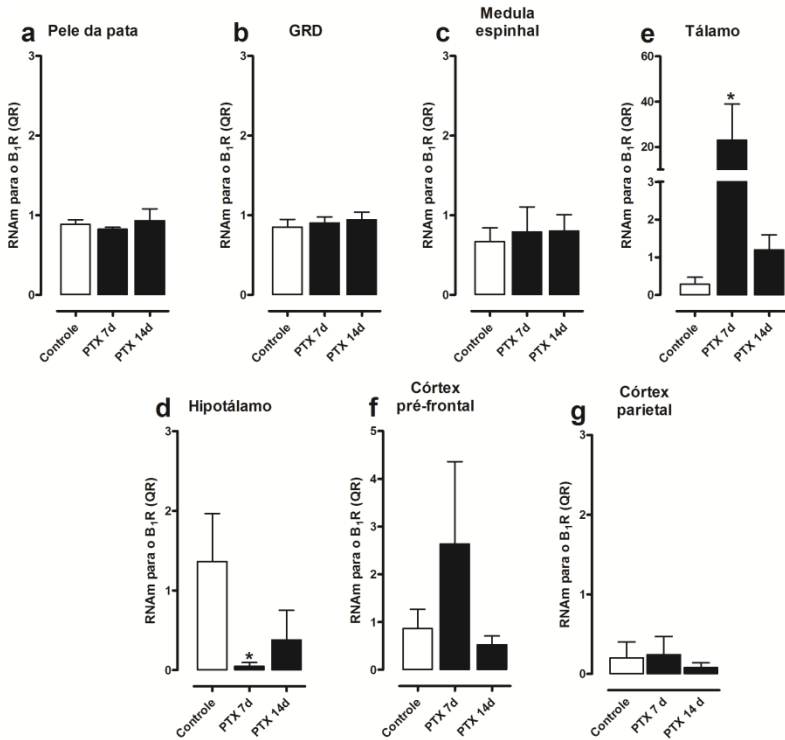 a Pele da pata
RNAm para o B₁R (QR)
3
2
1
0
Controle
PTX 7d
PTX 14d
b GRD
RNAm para o B₁R (QR)
3
2
1
0
Controle
PTX 7d
PTX 14d
c Medula
espinhal
RNAm para o B₁R (QR)
3
2
1
0
Controle
PTX 7d
PTX 14d
e Tálamo
RNAm para o B₁R (QR)
60
40
20
3
2
1
0
*
Controle
PTX 7d
PTX 14d
d Hipotálamo
RNAm para o B₁R (QR)
3
2
1
0
*
Controle
PTX 7d
PTX 14d
f Córtex
pré-frontal
RNAm para o B₁R (QR)
5
4
3
2
1
0
Controle
PTX 7d
PTX 14d
g Córtex
parietal
RNAm para o B₁R (QR)
3
2
1
0
Controle
PTX 7 d
PTX 14 d